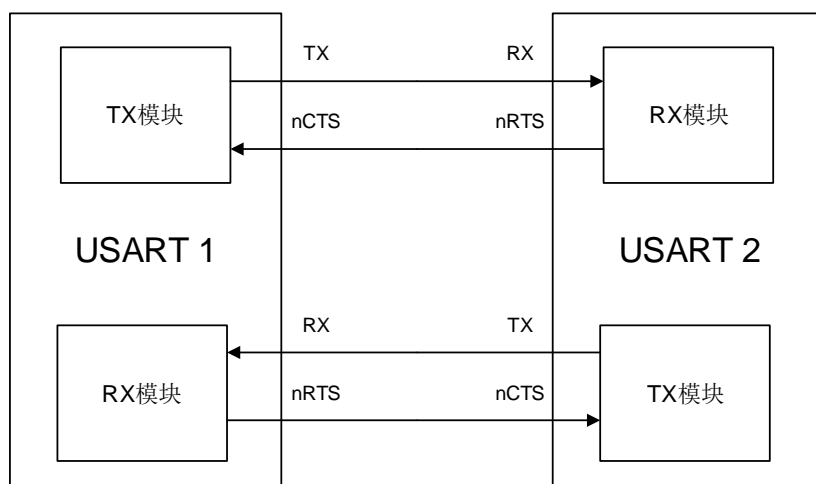 TX RX
TX模块 RX模块
nCTS nRTS
USART 1 USART 2
RX TX
RX模块 TX模块
nRTS nCTS